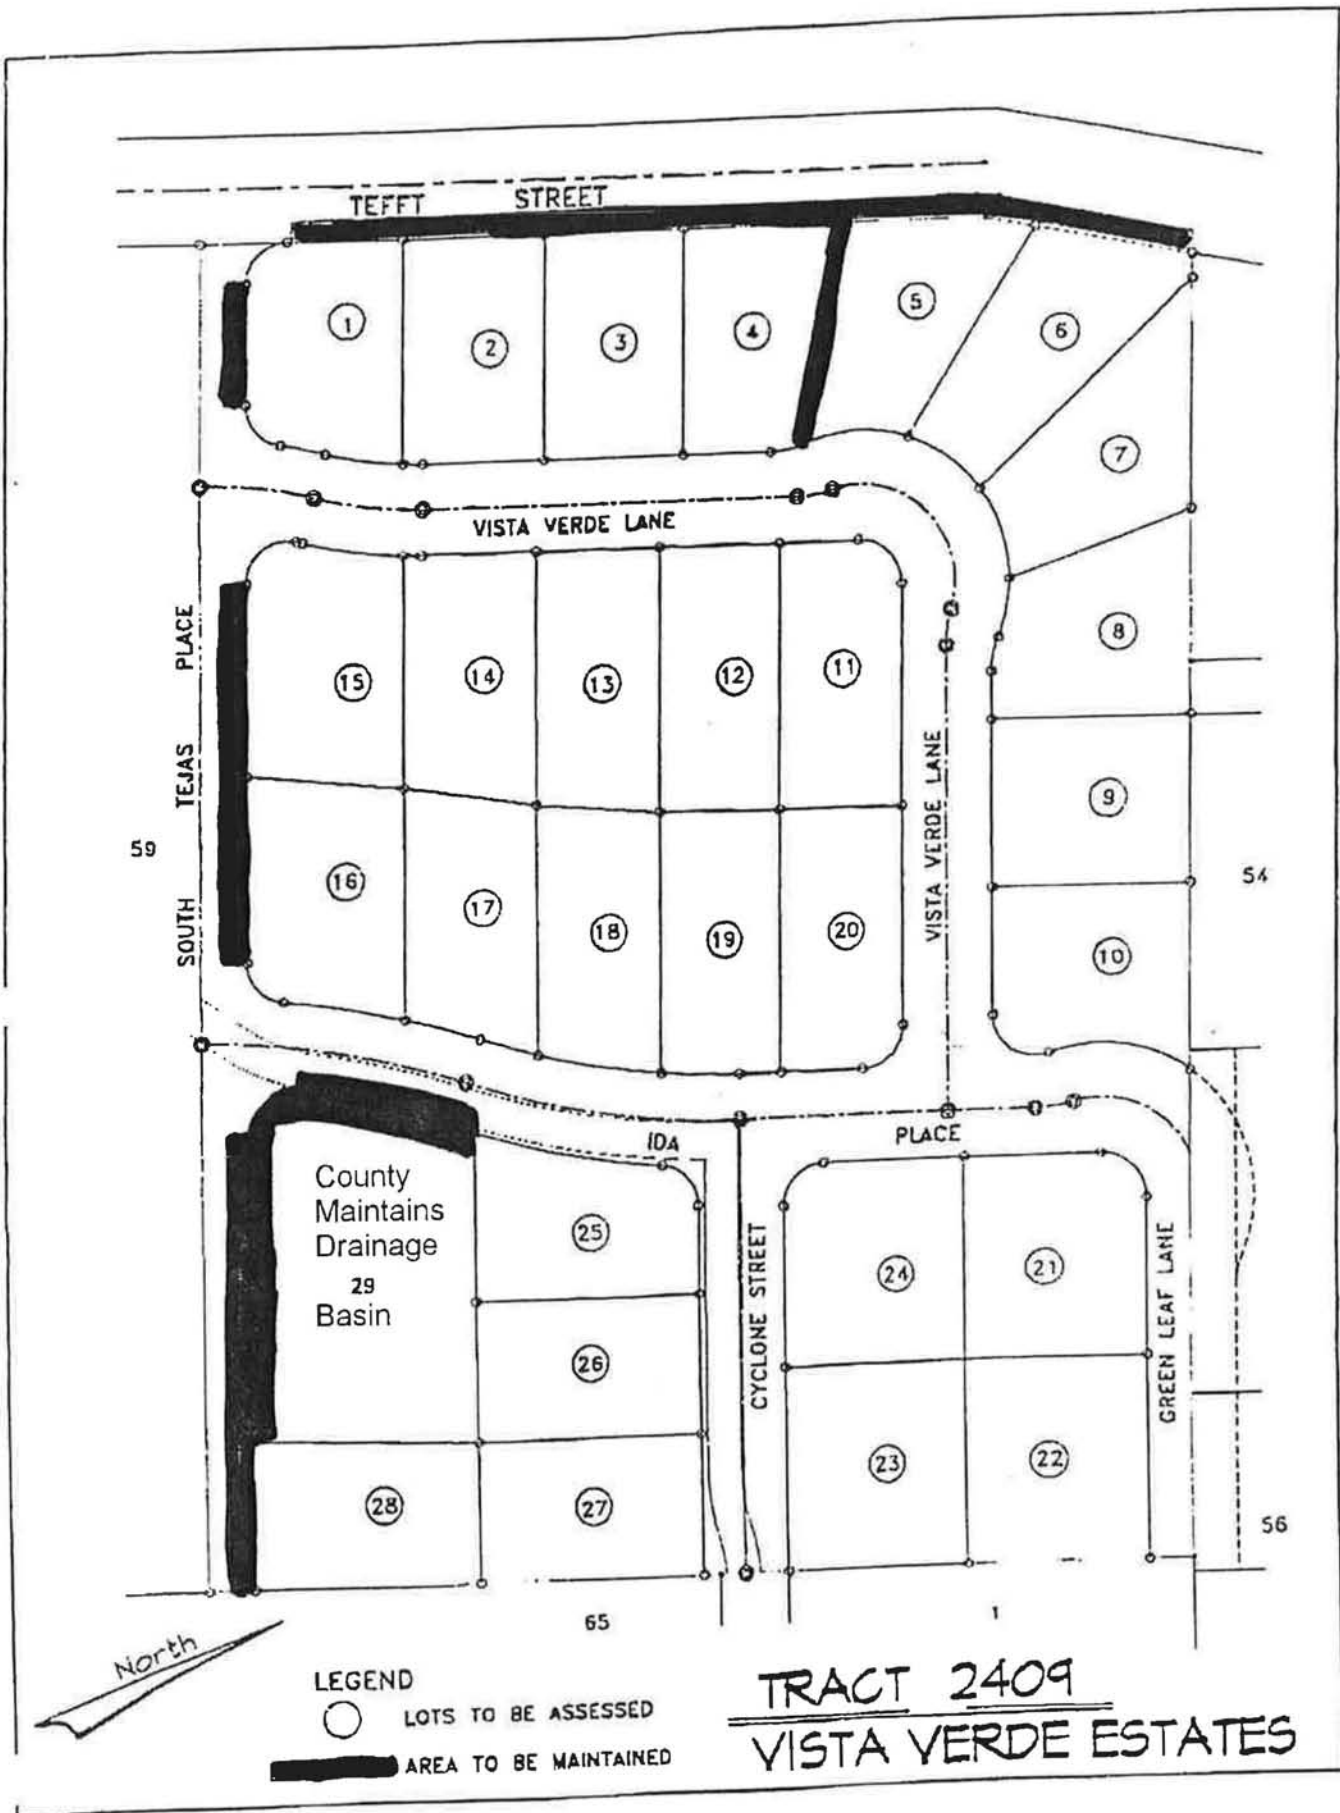 TEFFT STREET
1
2
3
4
5
6
7
8
9
10
VISTA VERDE LANE
15
14
13
12
11
16
17
18
19
20
SOUTH TEJAS PLACE
59
VISTA VERDE LANE
54
IDA PLACE
County
Maintains
Drainage
29
Basin
25
26
28
27
CYCLONE STREET
24
21
23
22
GREEN LEAF LANE
56
65
1
North
LEGEND
LOTS TO BE ASSESSED
AREA TO BE MAINTAINED
TRACT 2409
VISTA VERDE ESTATES